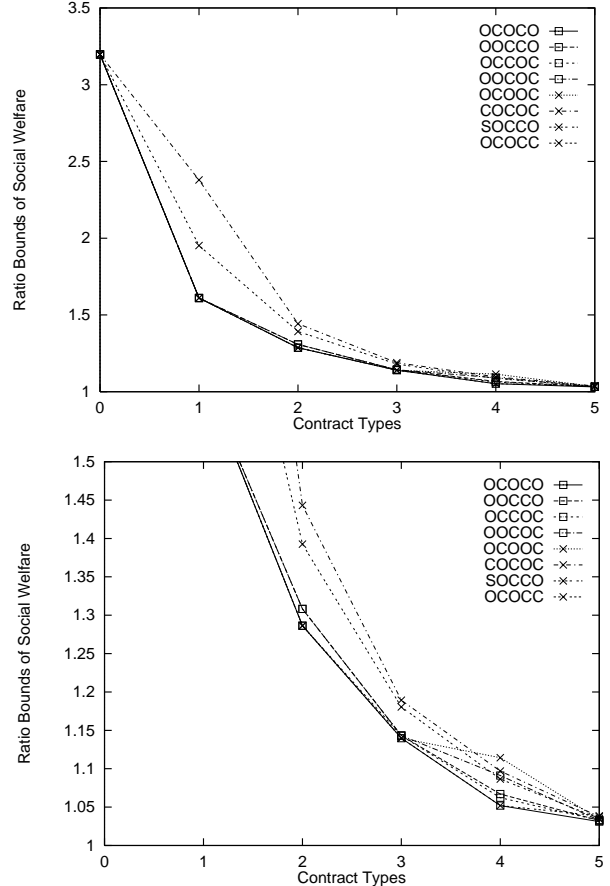 3.5
3
2.5
2
1.5
1
0 1 2 3 4 5
Ratio Bounds of Social Welfare
Contract Types
OCOCO
OOCCO
OCCOC
OOCOC
OCOOC
COCOC
SOCCO
OCOCC
1.5
1.45
1.4
1.35
1.3
1.25
1.2
1.15
1.1
1.05
1
0 1 2 3 4 5
Ratio Bounds of Social Welfare
Contract Types
OCOCO
OOCCO
OCCOC
OOCOC
OCOOC
COCOC
SOCCO
OCOCC